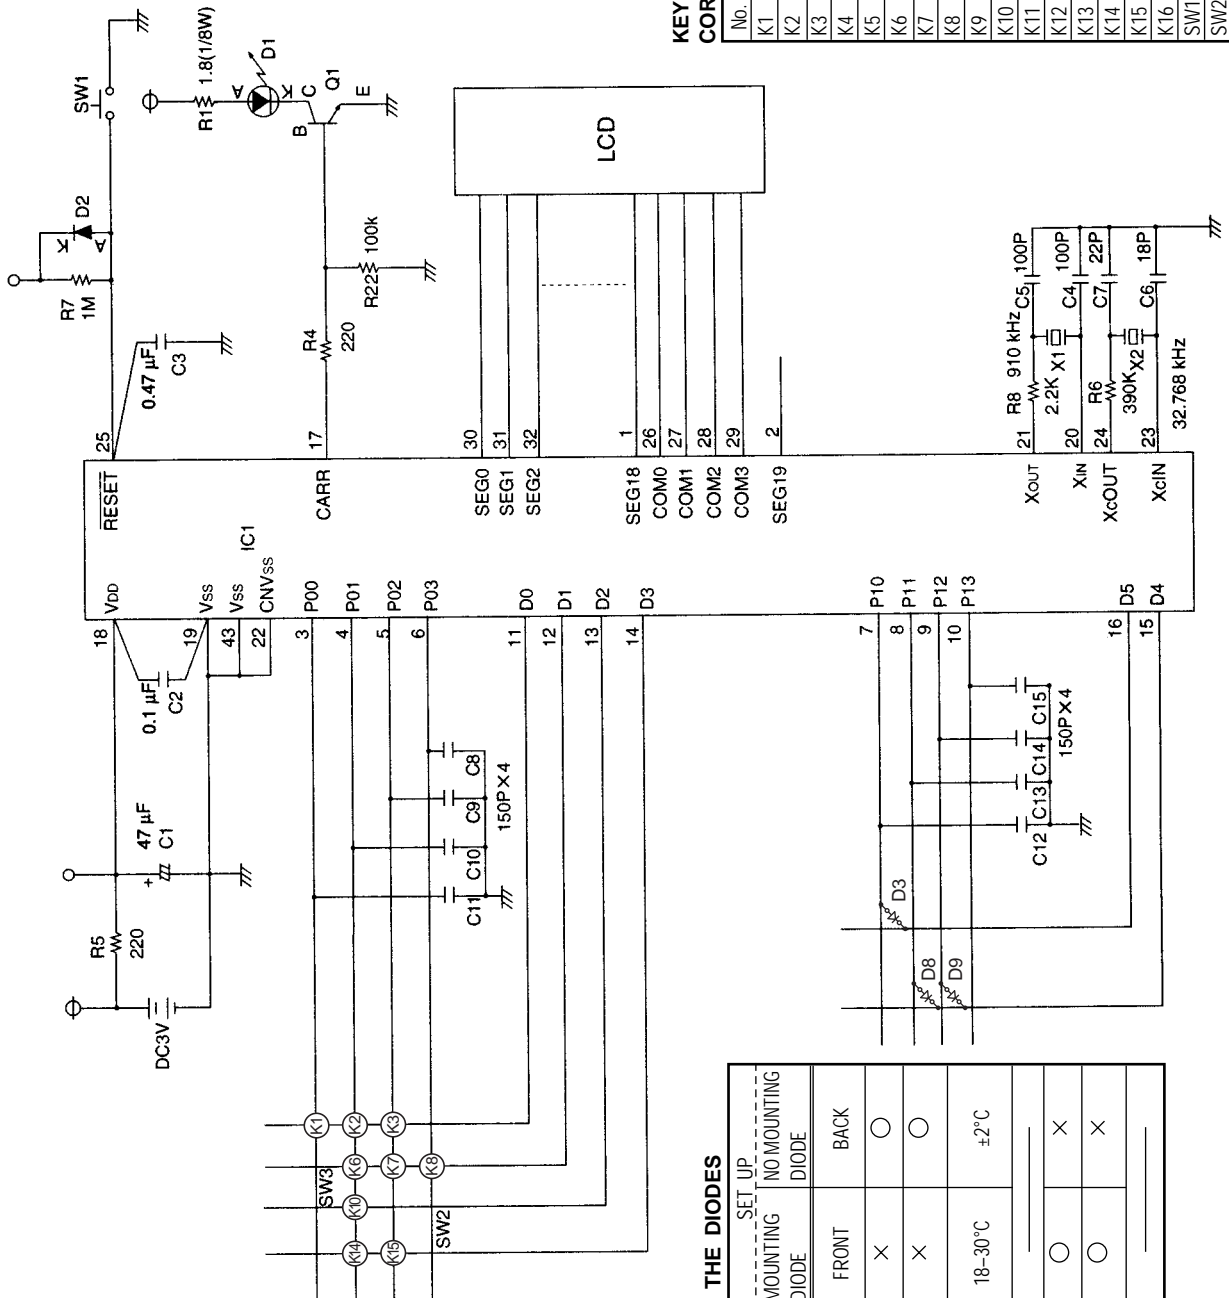 SW1
R1
1.8(1/8W)
A
D1
K
C
Q1
B
E
D2
K
A
R7
1M
0.47 µF
C3
R4
220
R22
100k
LCD
25
17
30
31
32
1
26
27
28
29
2
21
20
24
23
RESET
CARR
SEG0
SEG1
SEG2
SEG18
COM0
COM1
COM2
COM3
SEG19
XOUT
XIN
XcOUT
XcIN
R8
2.2K
910 kHz
X1
C5
100P
C4
100P
R6
390K
X2
C7
22P
C6
18P
32.768 kHz
IC1
VDD
VSS
VSS
CNVSS
P00
P01
P02
P03
D0
D1
D2
D3
P10
P11
P12
P13
D5
D4
18
19
43
22
3
4
5
6
11
12
13
14
7
8
9
10
16
15
0.1 µF
C2
47 µF
+
C1
R5
220
DC3V
C8
C9
C10
C11
150P×4
C15
C14
C13
C12
150P×4
D3
D8
D9
K1
K2
K3
K6
K7
K8
K10
K14
K15
SW3
SW2
KEY
COR
No.
K1
K2
K3
K4
K5
K6
K7
K8
K9
K10
K11
K12
K13
K14
K15
K16
SW1
SW2
THE DIODES
SET UP
MOUNTING DIODE
NO MOUNTING DIODE
FRONT
BACK
× ○
× ○
18–30°C
±2°C
○ ×
○ ×